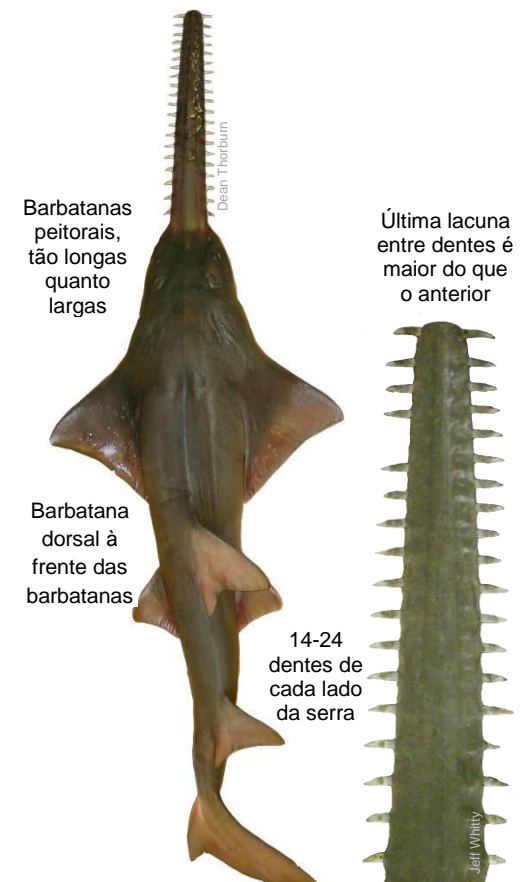 Dean Thorburn
Barbatanas
peitorais,
tão longas
quanto
largas
Última lacuna
entre dentes é
maior do que
o anterior
Barbatana
dorsal à
frente das
barbatanas
14-24
dentes de
cada lado
da serra
Jeff Whitty